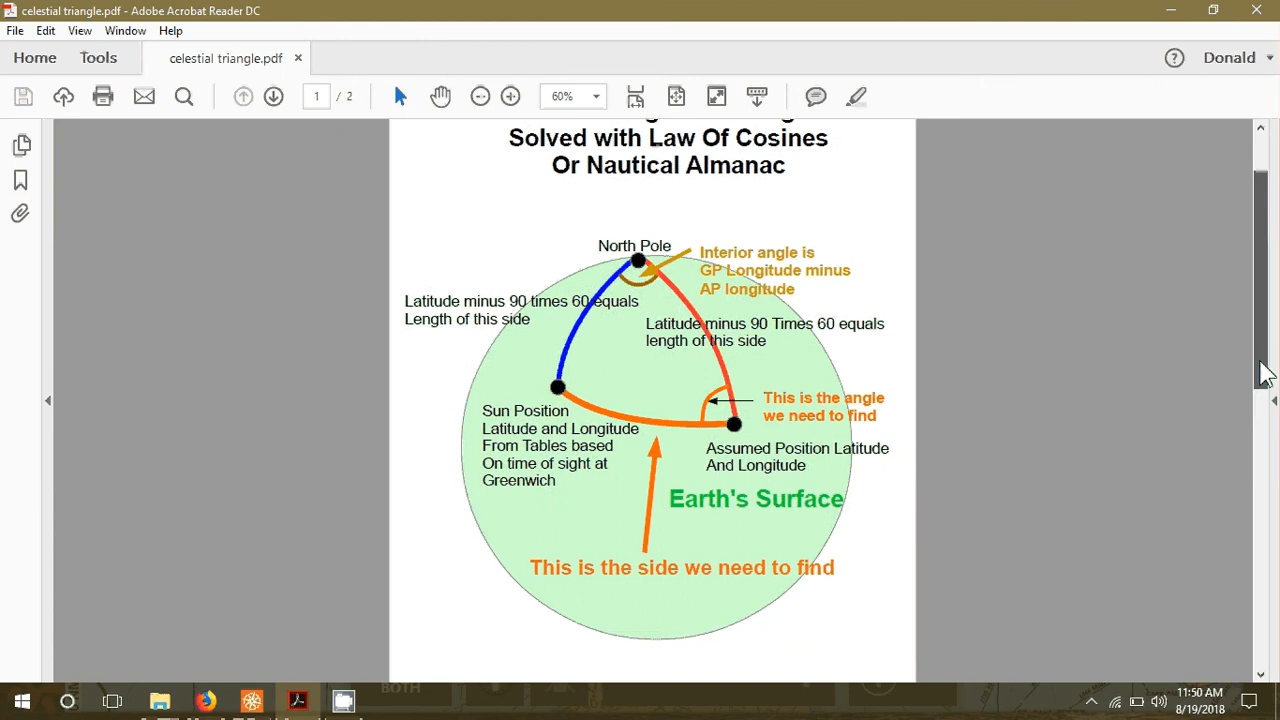 celestial triangle.pdf - Adobe Acrobat Reader DC
File Edit View Window Help
Home Tools celestial triangle.pdf × ? Donald
1 / 2 60%
Solved with Law Of Cosines
Or Nautical Almanac
North Pole
Interior angle is
GP Longitude minus
AP longitude
Latitude minus 90 times 60 equals
Length of this side
Latitude minus 90 Times 60 equals
length of this side
This is the angle
we need to find
Sun Position
Latitude and Longitude
From Tables based
On time of sight at
Greenwich
Assumed Position Latitude
And Longitude
Earth's Surface
This is the side we need to find
BOTH
11:50 AM
8/19/2018